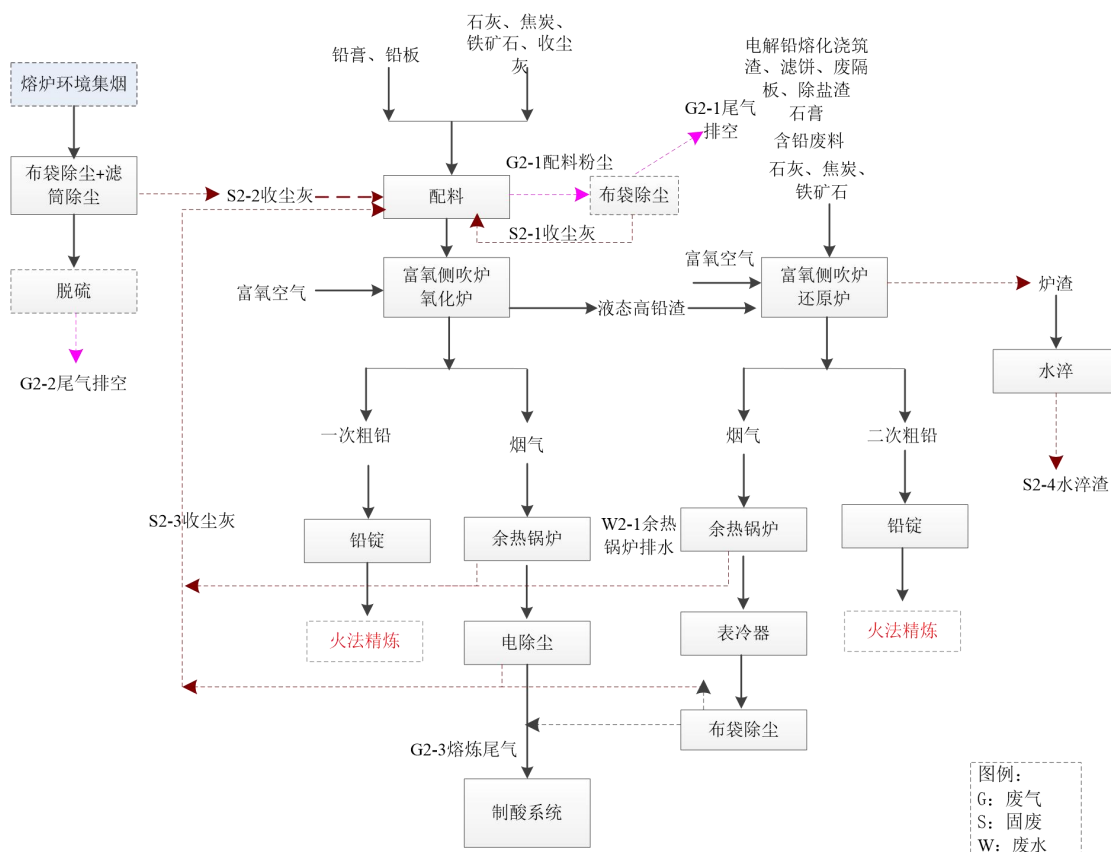 石灰、焦炭、
铁矿石、收尘
灰
铅膏、铅板
电解铅熔化浇筑
渣、滤饼、废隔
板、除盐渣
石膏
含铅废料
石灰、焦炭、
铁矿石
熔炉环境集烟
G2-1尾气
排空
G2-1配料粉尘
布袋除尘+滤
筒除尘
S2-2收尘灰
配料
布袋除尘
S2-1收尘灰
富氧空气
富氧侧吹炉
氧化炉
液态高铅渣
富氧空气
富氧侧吹炉
还原炉
炉渣
脱硫
水淬
G2-2尾气排空
一次粗铅
烟气
烟气
二次粗铅
S2-4水淬渣
S2-3收尘灰
铅锭
余热锅炉
W2-1余热
锅炉排水
余热锅炉
铅锭
火法精炼
电除尘
表冷器
火法精炼
布袋除尘
G2-3熔炼尾气
制酸系统
图例:
G: 废气
S: 固废
W: 废水